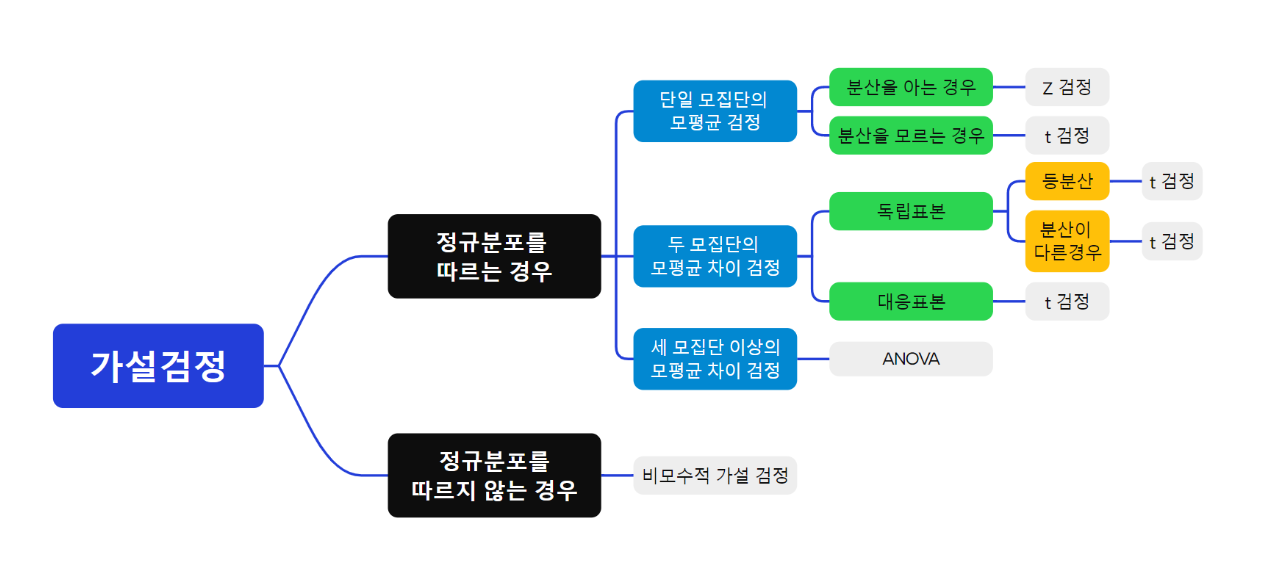 가설검정
정규분포를
따르는 경우
단일 모집단의
모평균 검정
분산을 아는 경우
Z 검정
분산을 모르는 경우
t 검정
두 모집단의
모평균 차이 검정
독립표본
등분산
t 검정
분산이
다른경우
t 검정
대응표본
t 검정
세 모집단 이상의
모평균 차이 검정
ANOVA
정규분포를
따르지 않는 경우
비모수적 가설 검정